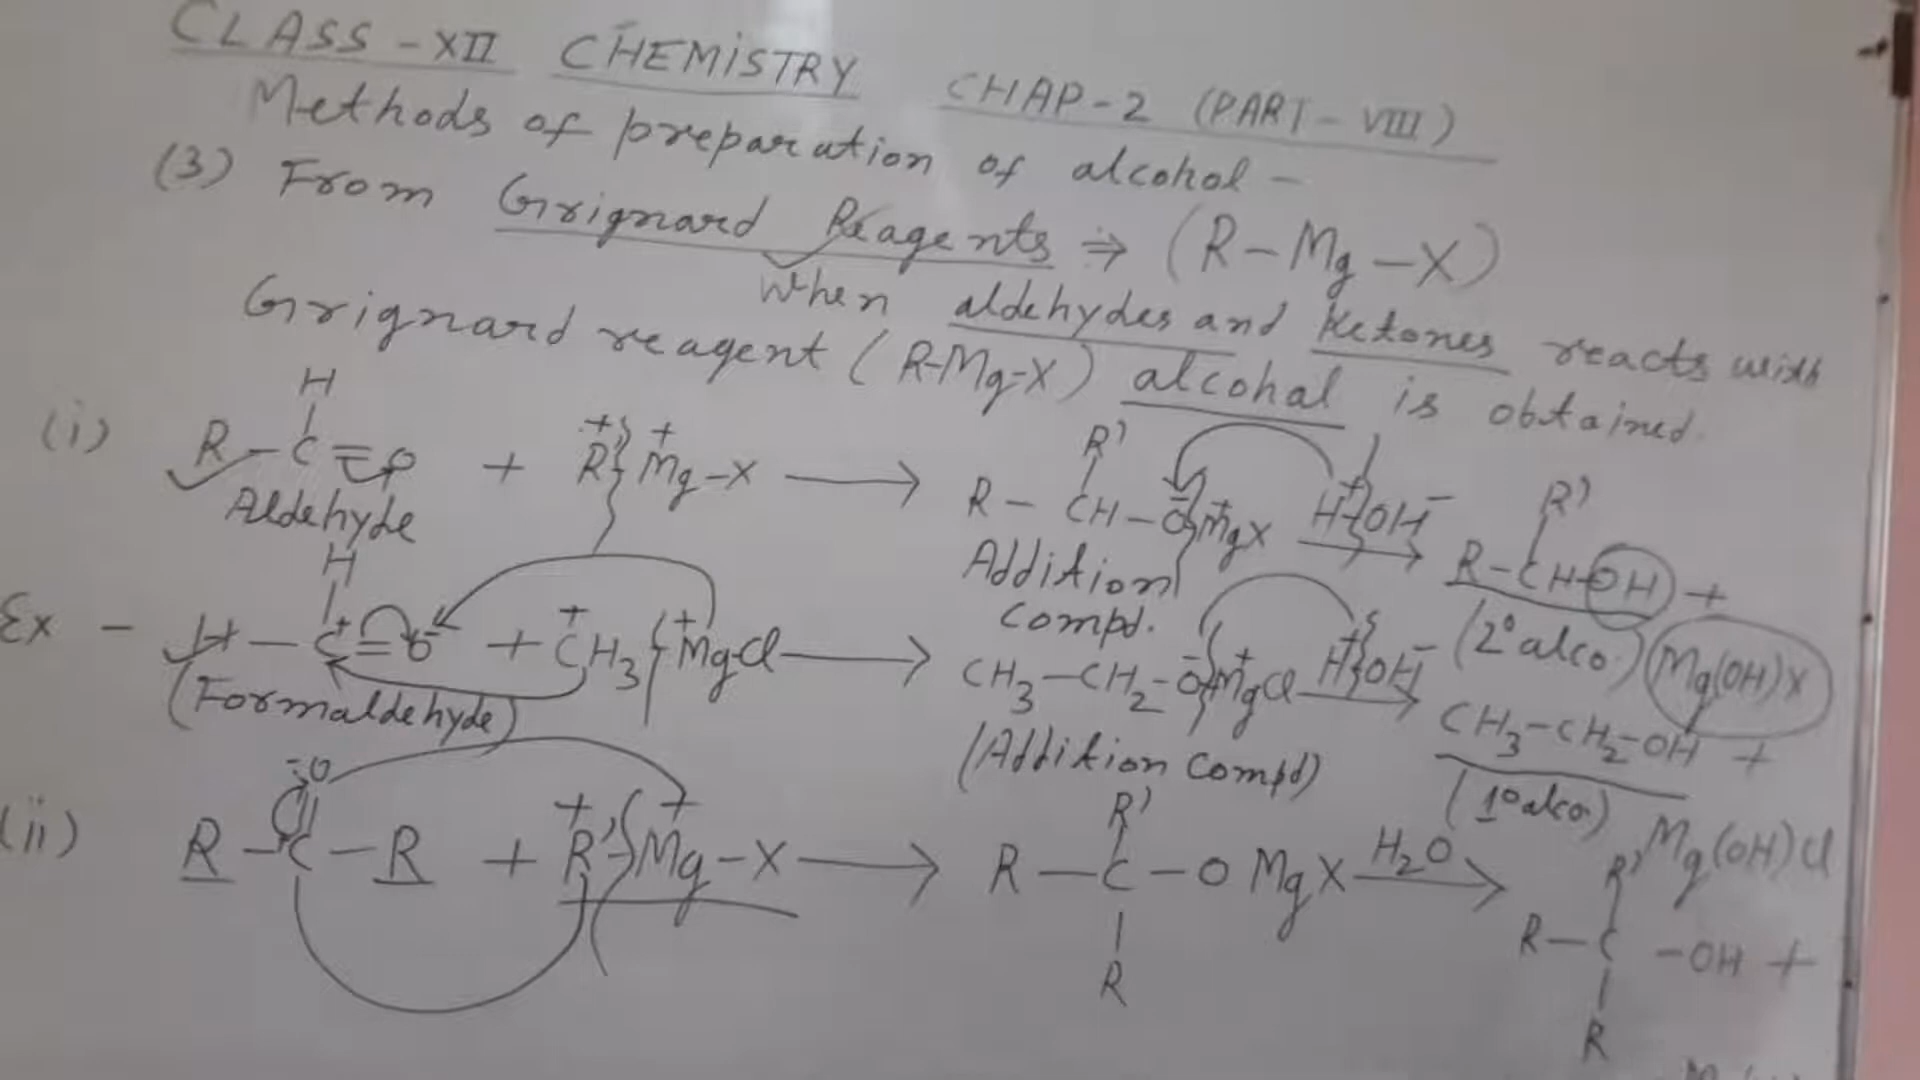 CLASS-XII CHEMISTRY CHAP-2 (PART-VIII)
Methods of preparation of alcohol-
(3) From Grignard Reagents ⇒ (R-Mg-X)
When aldehydes and Ketones reacts with
Grignard reagent (R-Mg-X) alcohal is obtained.
H
R'
R'
(i) R-C=O + R' + Mg + -X → R-CH-O - Mg + X H + OH - → R-CH-OH +
Aldehyde
Addition
Compd.
(2° alco.) Mg(OH)X
H
Ex - H-C + =O - + CH3 + Mg + Cl → CH3-CH2-O - Mg + Cl H + OH - → CH3-CH2-OH +
(Formaldehyde)
(Addition Compd)
(1° alco.) Mg(OH)Cl
-O
R'
R'
(ii) R-C-R + R' + Mg + -X → R-C-O MgX H2O → R-C-OH +
R
R